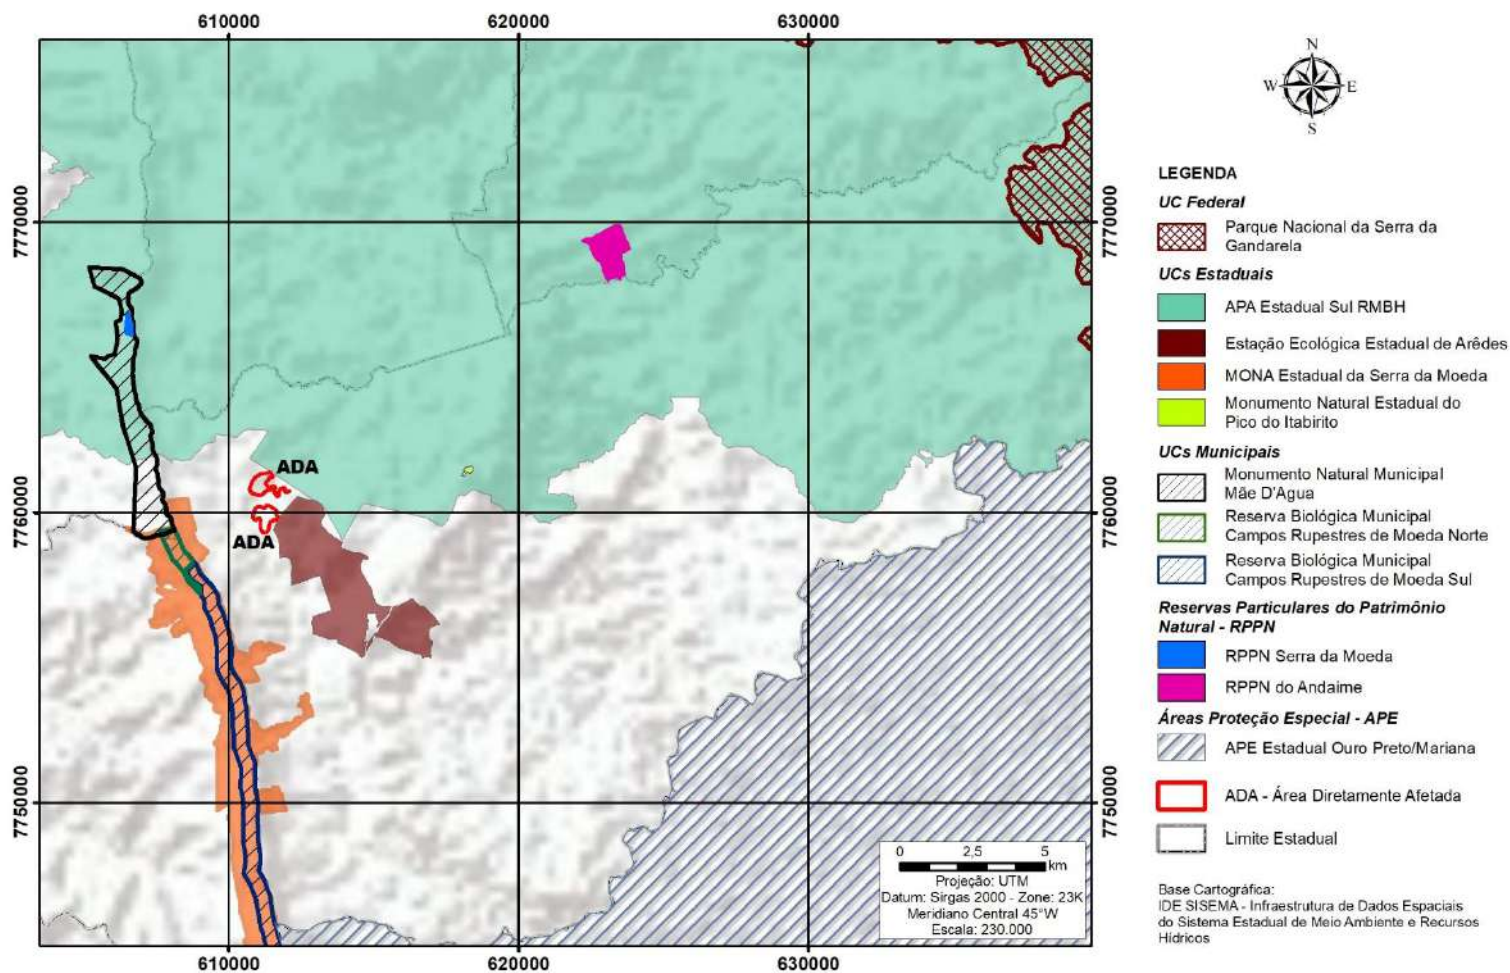 610000
620000
630000
7770000
7770000
7760000
7760000
7750000
7750000
610000
620000
630000
ADA
ADA
0
2,5
5
km
Projeção: UTM
Datum: Sirgas 2000 - Zone: 23K
Meridiano Central 45°W
Escala: 230.000
N
W
E
S
LEGENDA
UC Federal
Parque Nacional da Serra da
Gandarela
UCs Estaduais
APA Estadual Sul RMBH
Estação Ecológica Estadual de Arêdes
MONA Estadual da Serra da Moeda
Monumento Natural Estadual do
Pico do Itabirito
UCs Municipais
Monumento Natural Municipal
Mãe D'Agua
Reserva Biológica Municipal
Campos Rupestres de Moeda Norte
Reserva Biológica Municipal
Campos Rupestres de Moeda Sul
Reservas Particulares do Patrimônio
Natural - RPPN
RPPN Serra da Moeda
RPPN do Andaime
Áreas Proteção Especial - APE
APE Estadual Ouro Preto/Mariana
ADA - Área Diretamente Afetada
Limite Estadual
Base Cartográfica:
IDE SISEMA - Infraestrutura de Dados Espaciais
do Sistema Estadual de Meio Ambiente e Recursos
Hídricos